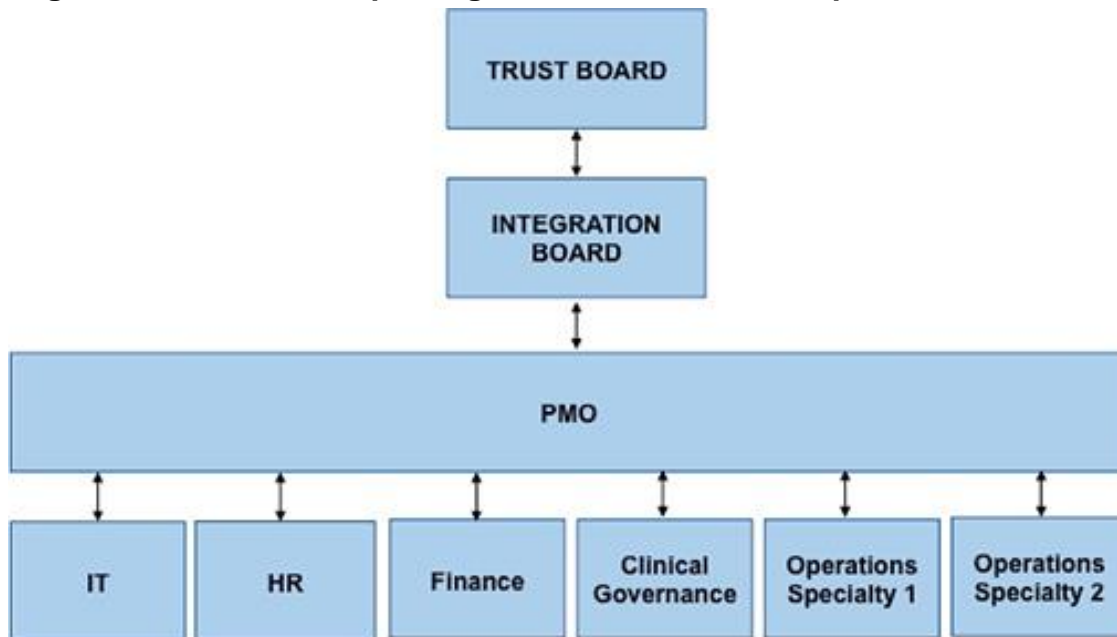 TRUST BOARD
INTEGRATION
BOARD
PMO
IT
HR
Finance
Clinical
Governance
Operations
Specialty 1
Operations
Specialty 2